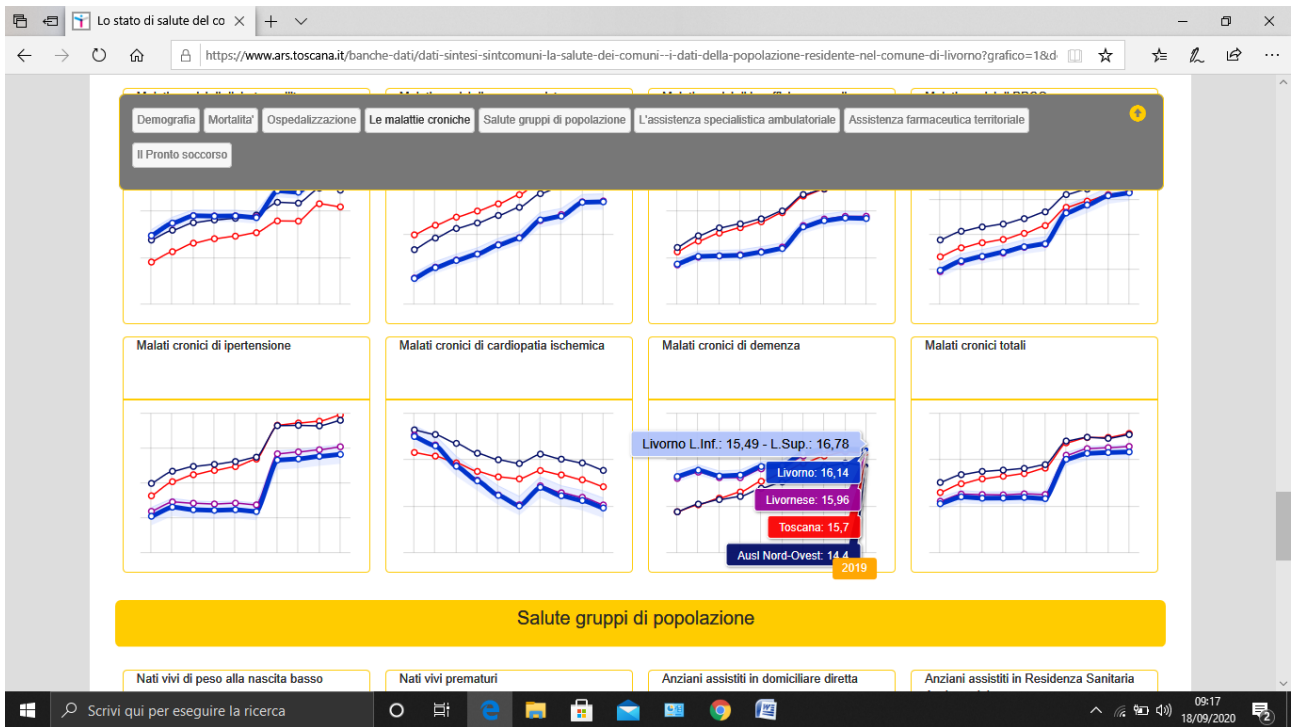 Lo stato di salute del co
https://www.ars.toscana.it/banche-dati/dati-sintesi-sintcomuni-la-salute-dei-comuni--i-dati-della-popolazione-residente-nel-comune-di-livorno?grafico=1&d
Demografia Mortalita' Ospedalizzazione Le malattie croniche Salute gruppi di popolazione L'assistenza specialistica ambulatoriale Assistenza farmaceutica territoriale
Il Pronto soccorso
Malati cronici di ipertensione
Malati cronici di cardiopatia ischemica
Malati cronici di demenza
Malati cronici totali
Livorno L.Inf.: 15,49 - L.Sup.: 16,78
Livorno: 16,14
Livornese: 15,96
Toscana: 15,7
Ausl Nord-Ovest: 14,4
2019
Salute gruppi di popolazione
Nati vivi di peso alla nascita basso
Nati vivi prematuri
Anziani assistiti in domiciliare diretta
Anziani assistiti in Residenza Sanitaria
Scrivi qui per eseguire la ricerca
09:17
18/09/2020
2